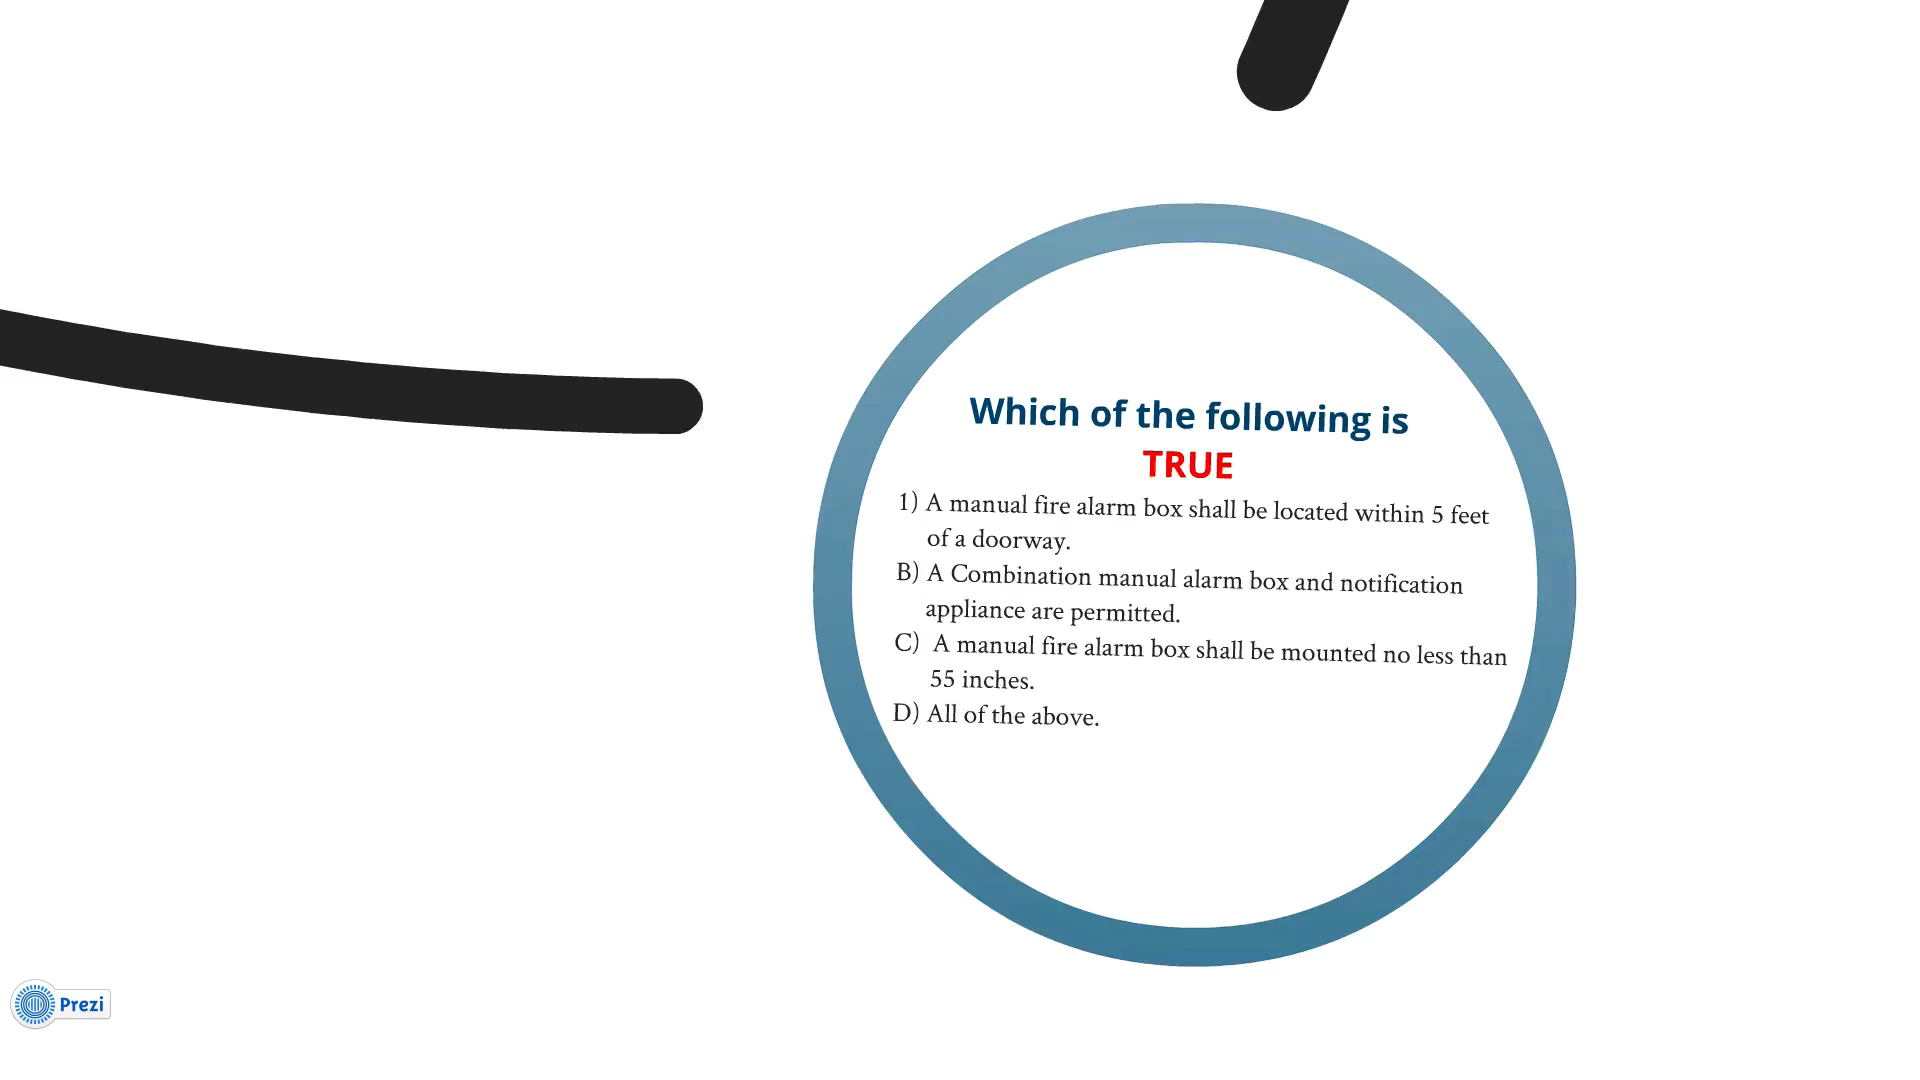 Which of the following is
TRUE
1) A manual fire alarm box shall be located within 5 feet
of a doorway.
B) A Combination manual alarm box and notification
appliance are permitted.
C) A manual fire alarm box shall be mounted no less than
55 inches.
D) All of the above.
Prezi